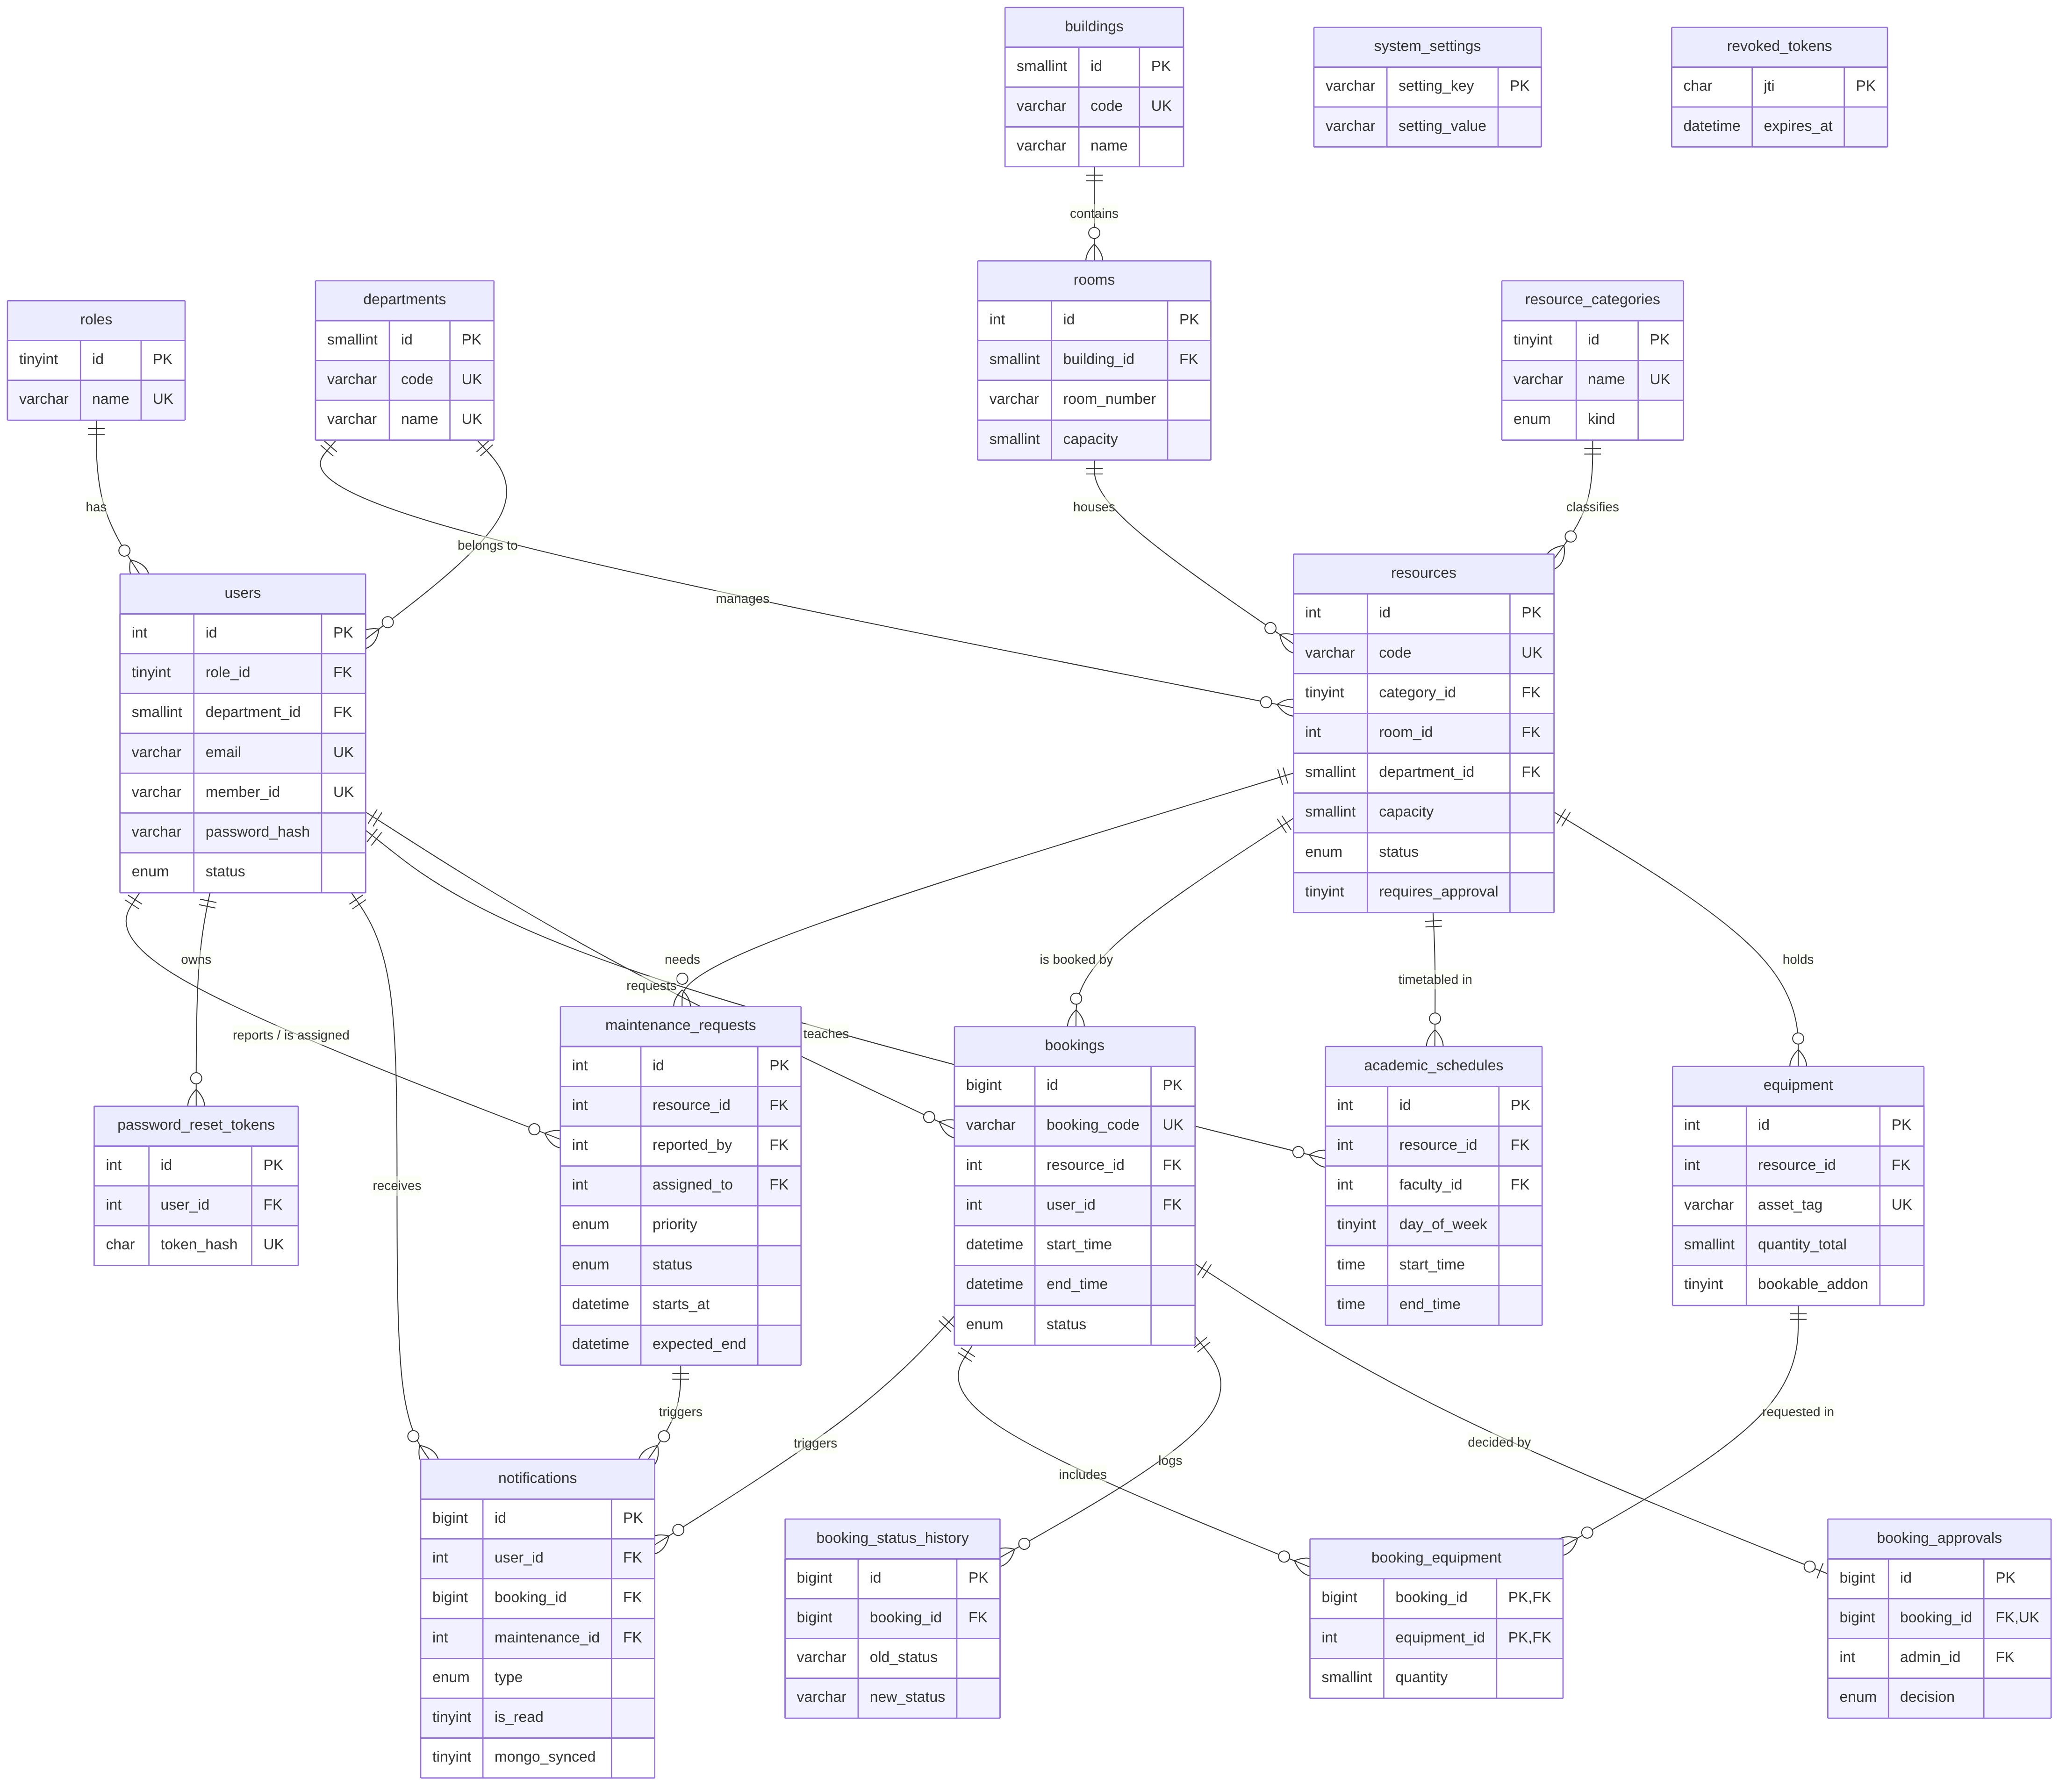 buildings
smallint id PK
varchar code UK
varchar name
system_settings
varchar setting_key PK
varchar setting_value
revoked_tokens
char jti PK
datetime expires_at
contains
roles
tinyint id PK
varchar name UK
departments
smallint id PK
varchar code UK
varchar name UK
rooms
int id PK
smallint building_id FK
varchar room_number
smallint capacity
resource_categories
tinyint id PK
varchar name UK
enum kind
has
belongs to
manages
houses
classifies
users
int id PK
tinyint role_id FK
smallint department_id FK
varchar email UK
varchar member_id UK
varchar password_hash
enum status
resources
int id PK
varchar code UK
tinyint category_id FK
int room_id FK
smallint department_id FK
smallint capacity
enum status
tinyint requires_approval
owns
needs
requests
is booked by
timetabled in
holds
reports / is assigned
teaches
receives
password_reset_tokens
int id PK
int user_id FK
char token_hash UK
maintenance_requests
int id PK
int resource_id FK
int reported_by FK
int assigned_to FK
enum priority
enum status
datetime starts_at
datetime expected_end
bookings
bigint id PK
varchar booking_code UK
int resource_id FK
int user_id FK
datetime start_time
datetime end_time
enum status
academic_schedules
int id PK
int resource_id FK
int faculty_id FK
tinyint day_of_week
time start_time
time end_time
equipment
int id PK
int resource_id FK
varchar asset_tag UK
smallint quantity_total
tinyint bookable_addon
triggers
triggers
includes
logs
decided by
requested in
notifications
bigint id PK
int user_id FK
bigint booking_id FK
int maintenance_id FK
enum type
tinyint is_read
tinyint mongo_synced
booking_status_history
bigint id PK
bigint booking_id FK
varchar old_status
varchar new_status
booking_equipment
bigint booking_id PK,FK
int equipment_id PK,FK
smallint quantity
booking_approvals
bigint id PK
bigint booking_id FK,UK
int admin_id FK
enum decision